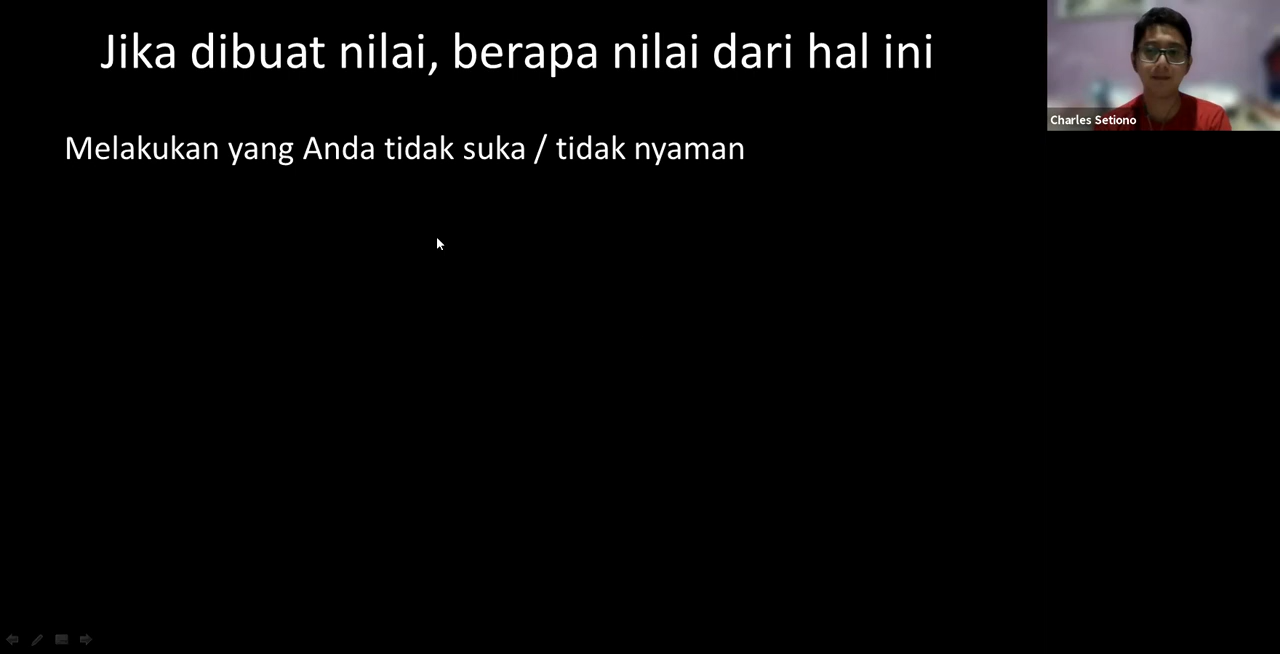 Jika dibuat nilai, berapa nilai dari hal ini
Melakukan yang Anda tidak suka / tidak nyaman
Charles Setiono